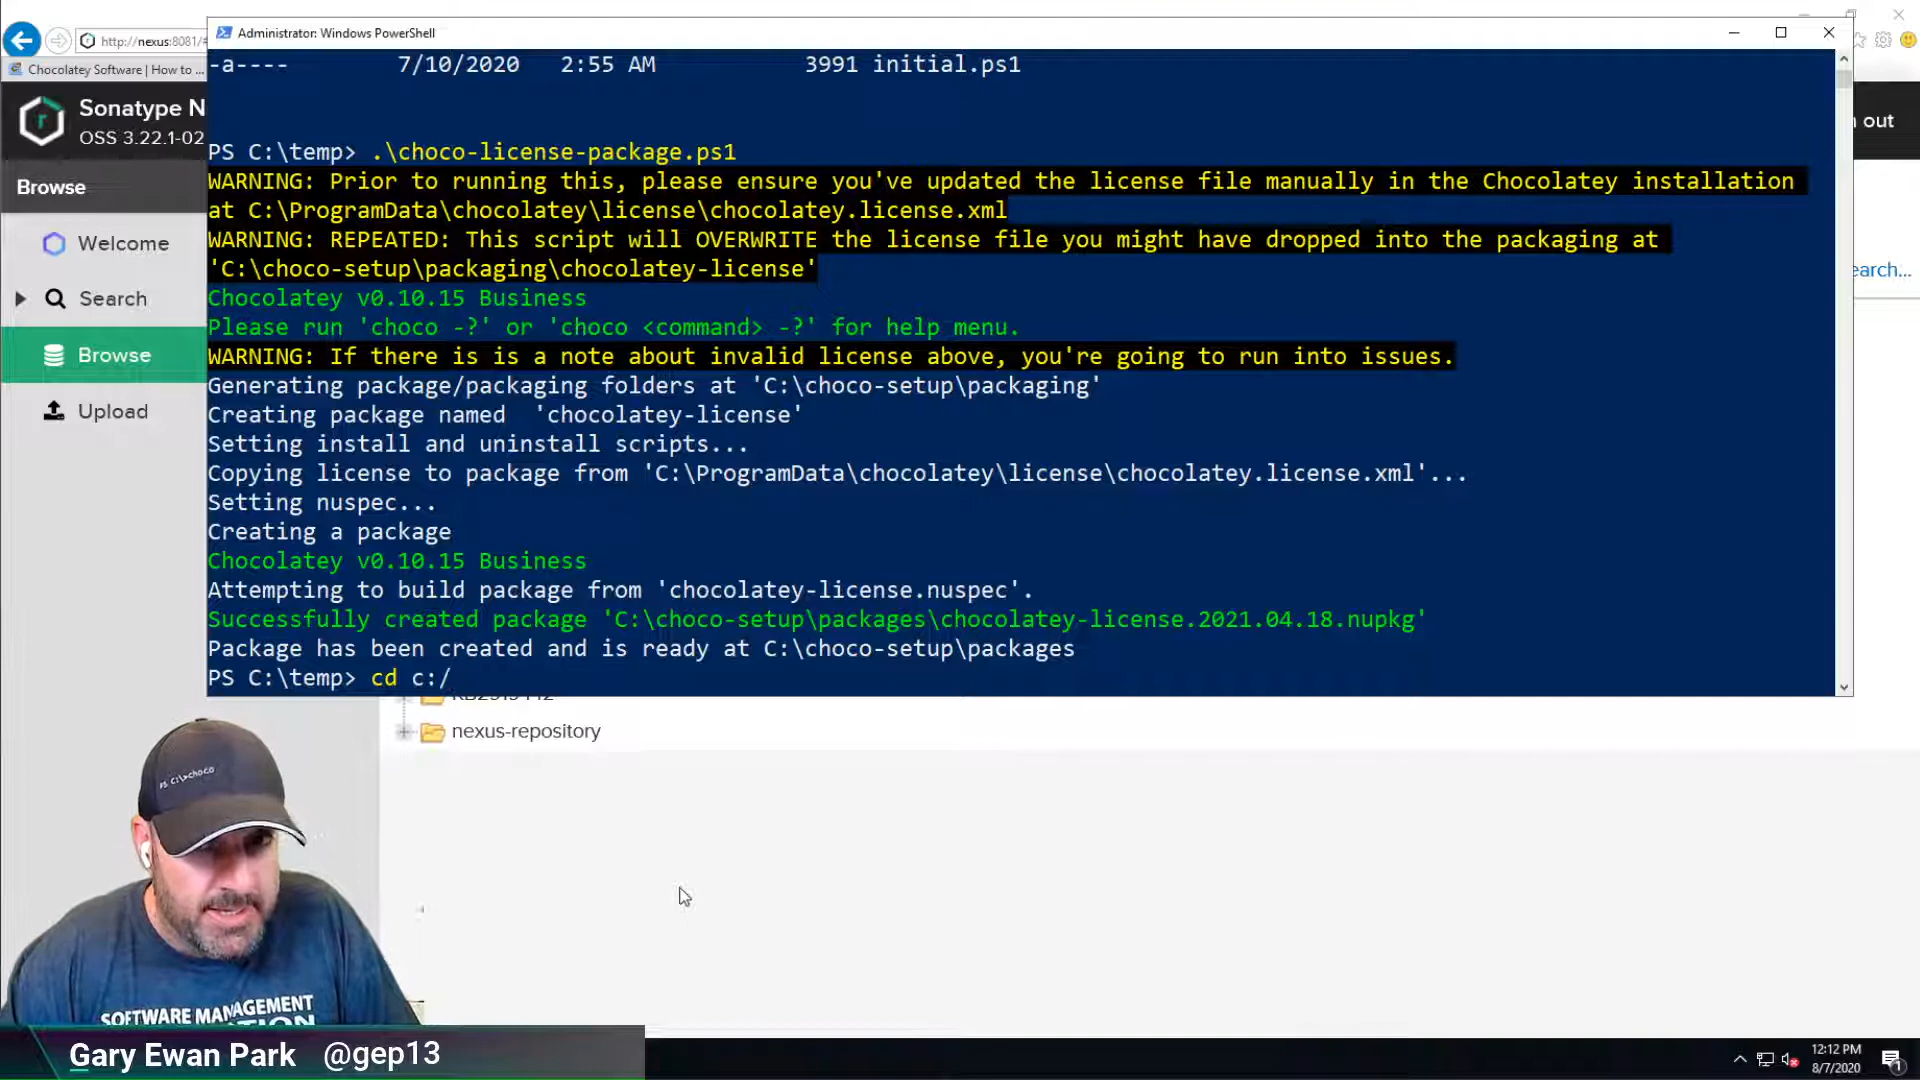 Administrator: Windows PowerShell
http://nexus:8081/#
Chocolatey Software | How to ...
Sonatype N
OSS 3.22.1-02
n out
Browse
Welcome
Search
Browse
Upload
earch...
-a---- 7/10/2020 2:55 AM 3991 initial.ps1
PS C:\temp> .\choco-license-package.ps1
WARNING: Prior to running this, please ensure you've updated the license file manually in the Chocolatey installation
at C:\ProgramData\chocolatey\license\chocolatey.license.xml
WARNING: REPEATED: This script will OVERWRITE the license file you might have dropped into the packaging at
'C:\choco-setup\packaging\chocolatey-license'
Chocolatey v0.10.15 Business
Please run 'choco -?' or 'choco <command> -?' for help menu.
WARNING: If there is is a note about invalid license above, you're going to run into issues.
Generating package/packaging folders at 'C:\choco-setup\packaging'
Creating package named  'chocolatey-license'
Setting install and uninstall scripts...
Copying license to package from 'C:\ProgramData\chocolatey\license\chocolatey.license.xml'...
Setting nuspec...
Creating a package
Chocolatey v0.10.15 Business
Attempting to build package from 'chocolatey-license.nuspec'.
Successfully created package 'C:\choco-setup\packages\chocolatey-license.2021.04.18.nupkg'
Package has been created and is ready at C:\choco-setup\packages
PS C:\temp> cd c:/
nexus-repository
PS C:\>choco
SOFTWARE MANAGEMENT
Gary Ewan Park @gep13
12:12 PM
8/7/2020
1